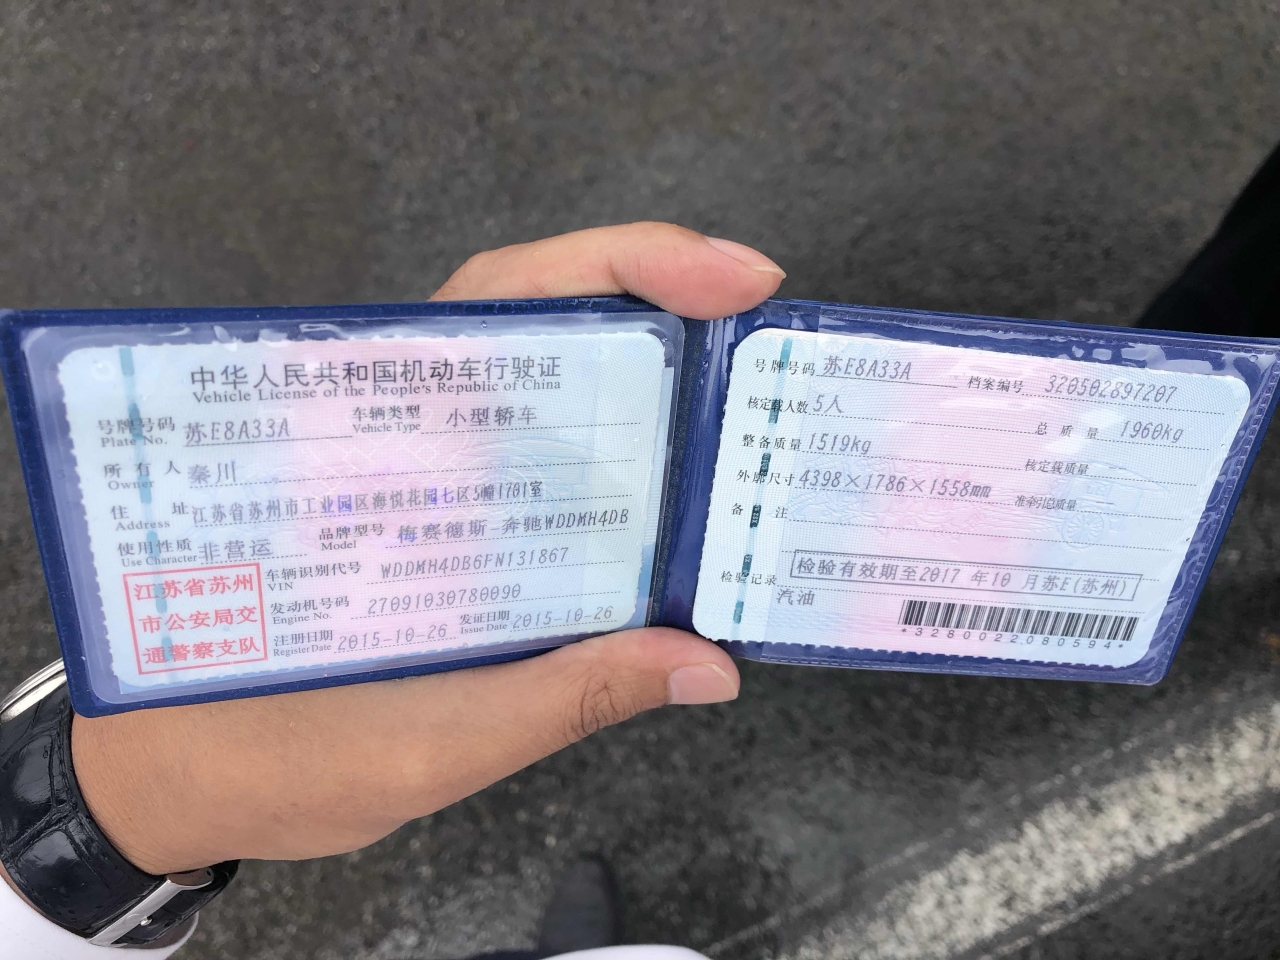 中华人民共和国机动车行驶证
Vehicle License of the People's Republic of China
号牌号码 苏E8A33A 车辆类型 小型轿车
Plate No. Vehicle Type
所有人 秦川
Owner
住址 江苏省苏州市工业园区海悦花园七区5幢1701室
Address
使用性质 非营运 品牌型号 梅赛德斯-奔驰WDDMH4DB
Use Character Model
江苏省苏州
市公安局交
通警察支队
车辆识别代号 WDDMH4DB6FN131867
VIN
发动机号码 27091030780090
Engine No.
注册日期 2015-10-26 发证日期 2015-10-26
Register Date Issue Date
号牌号码 苏E8A33A 档案编号 320502897207
核定载人数 5人 总质量 1960kg
整备质量 1519kg 核定载质量 —
外廓尺寸 4398×1786×1558mm 准牵引总质量 —
备注
检验记录 检验有效期至2017年10月苏E(苏州)
汽油
*3280022080594*